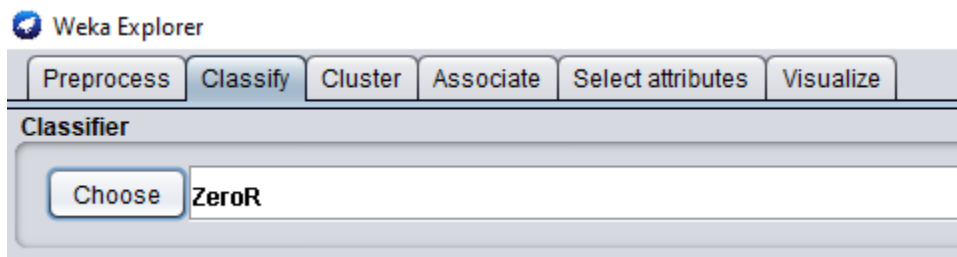 Weka Explorer
Preprocess Classify Cluster Associate Select attributes Visualize
Classifier
Choose ZeroR